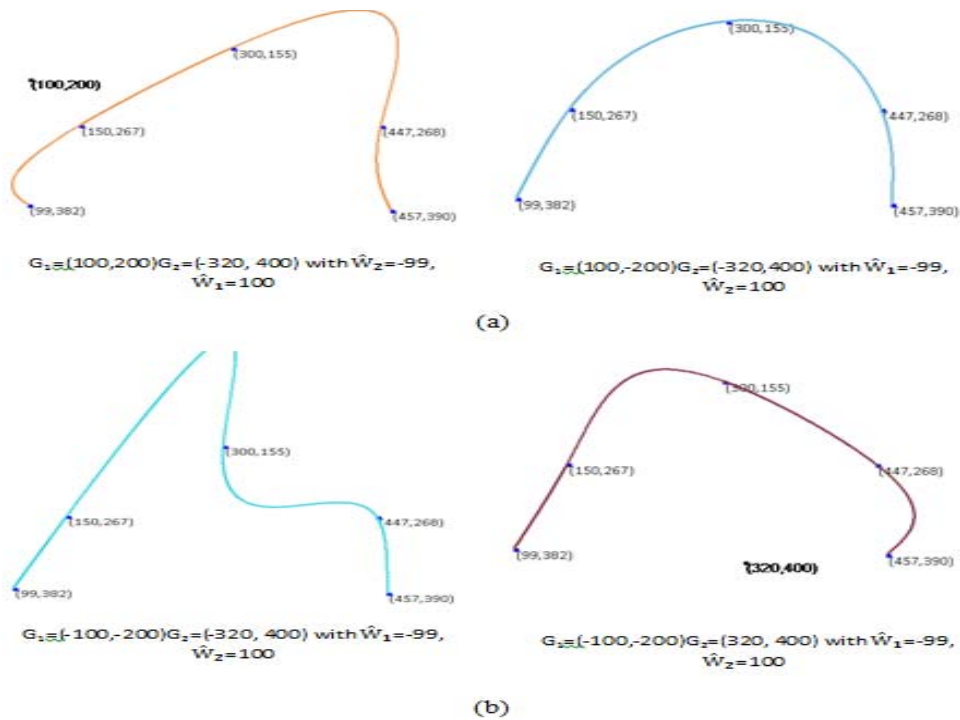 (300,155)
(100,200)
(150,267)
(447,268)
(99,382)
(457,390)
G₁=(100,200)G₂=(-320, 400) with Ŵ₂=-99,
Ŵ₁=100
(300,155)
(150,267)
(447,268)
(99,382)
(457,390)
G₁=(100,-200)G₂=(-320,400) with Ŵ₁=-99,
Ŵ₂=100
(a)
(300,155)
(150,267)
(447,268)
(99,382)
(457,390)
G₁=(-100,-200)G₂=(-320, 400) with Ŵ₁=-99,
Ŵ₂=100
(300,155)
(150,267)
(447,268)
(99,382)
(457,390)
(320,400)
G₁=(-100,-200)G₂=(320, 400) with Ŵ₁=-99,
Ŵ₂=100
(b)